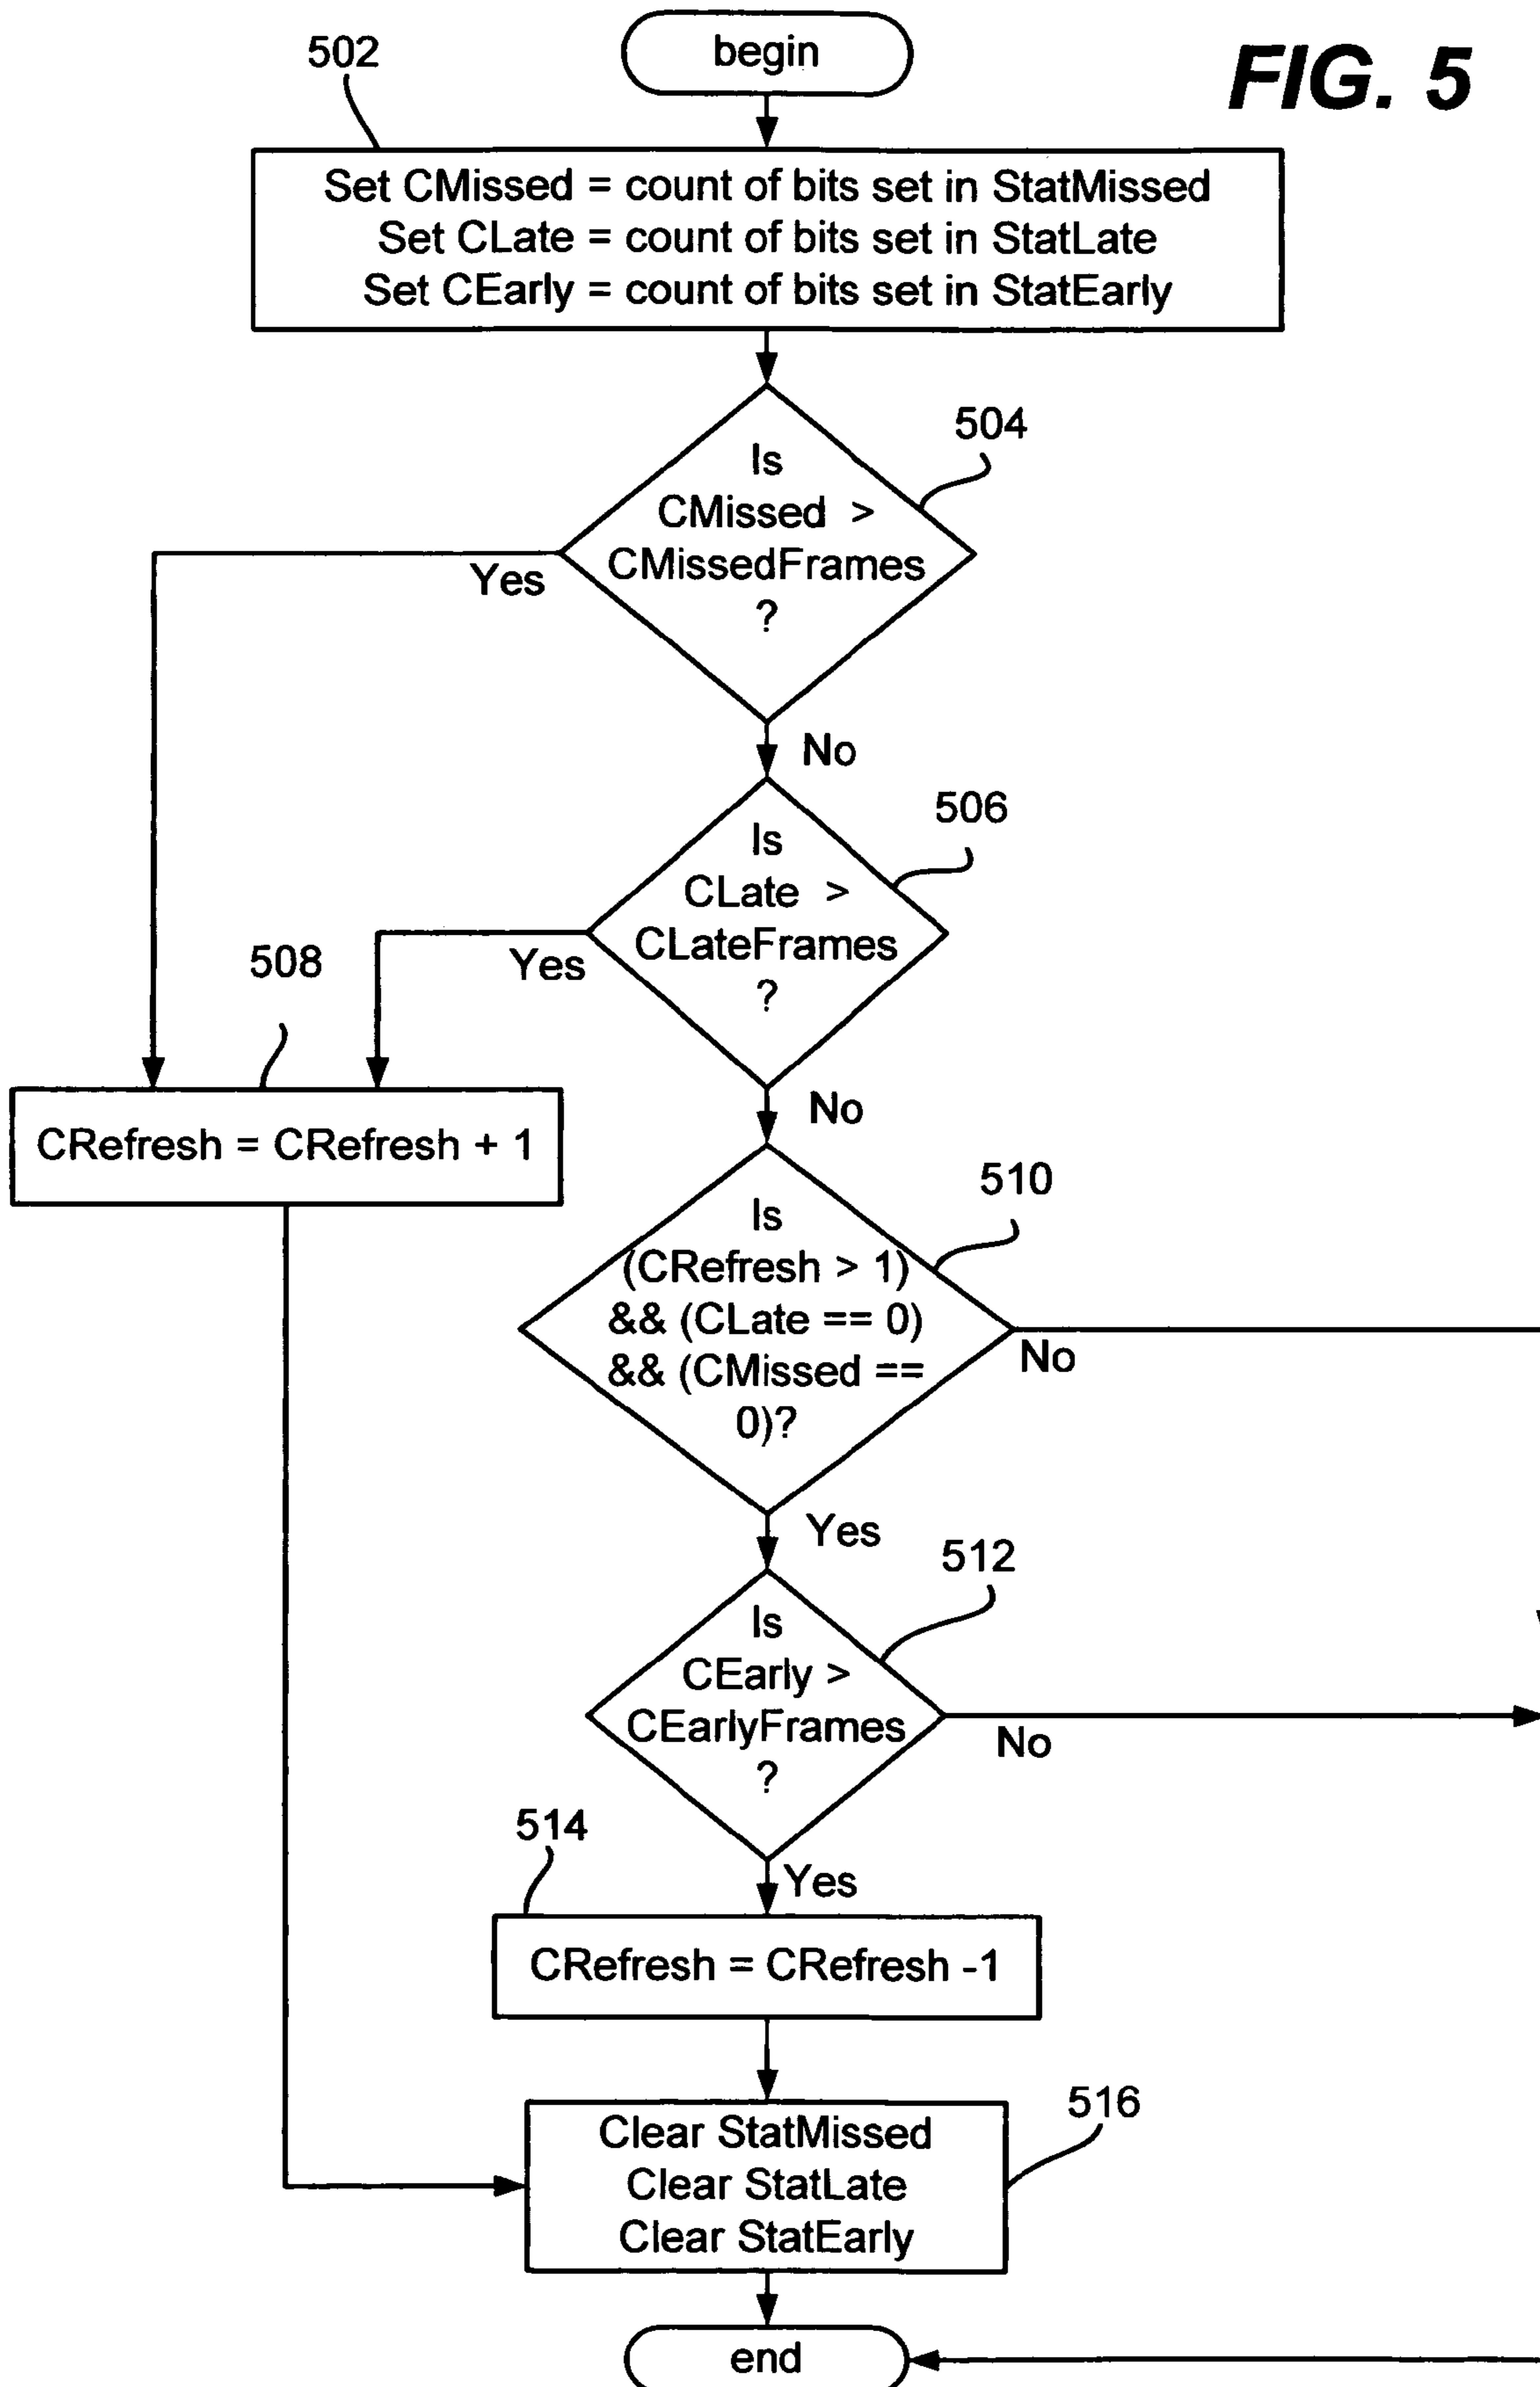 begin
FIG. 5
502
Set CMissed = count of bits set in StatMissed
Set CLate = count of bits set in StatLate
Set CEarly = count of bits set in StatEarly
504
Is
CMissed >
CMissedFrames
?
Yes
No
506
Is
CLate >
CLateFrames
?
Yes
No
508
CRefresh = CRefresh + 1
510
Is
(CRefresh > 1)
&& (CLate == 0)
&& (CMissed ==
0)?
No
Yes
512
Is
CEarly >
CEarlyFrames
?
No
Yes
514
CRefresh = CRefresh -1
516
Clear StatMissed
Clear StatLate
Clear StatEarly
end